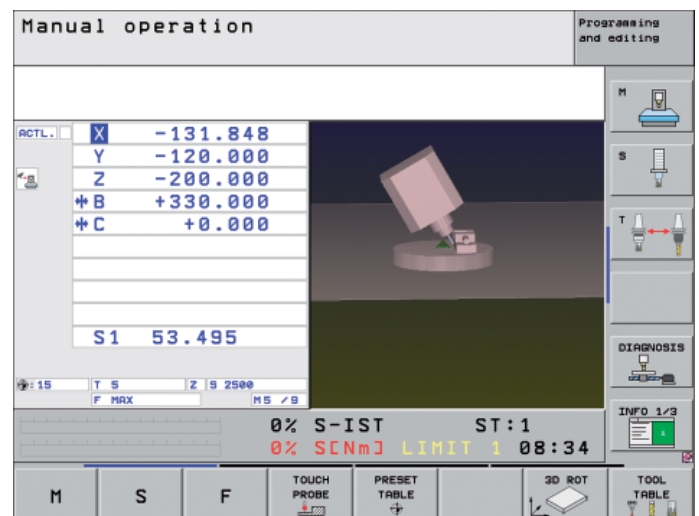 Manual operation
Programming
and editing
ACTL. X -131.848
Y -120.000
Z -200.000
B +330.000
C +0.000
S1 53.495
:15 T 5 Z S 2500
F MAX M5 /9
0% S-IST ST:1
0% S[Nm] LIMIT 1 08:34
M
S
T
DIAGNOSIS
INFO 1/3
M
S
F
TOUCH
PROBE
PRESET
TABLE
3D ROT
TOOL
TABLE